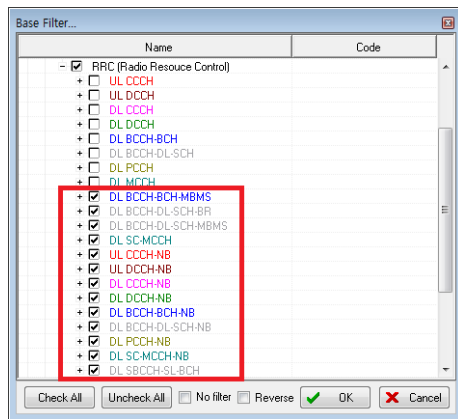 Base Filter...
Name Code
RRC (Radio Resouce Control)
UL CCCH
UL DCCH
DL CCCH
DL DCCH
DL BCCH-BCH
DL BCCH-DL-SCH
DL PCCH
DL MCCH
DL BCCH-BCH-MBMS
DL BCCH-DL-SCH-BR
DL BCCH-DL-SCH-MBMS
DL SC-MCCH
UL CCCH-NB
UL DCCH-NB
DL CCCH-NB
DL DCCH-NB
DL BCCH-BCH-NB
DL BCCH-DL-SCH-NB
DL PCCH-NB
DL SC-MCCH-NB
DL SBCCH-SL-BCH
Check All Uncheck All No filter Reverse OK Cancel